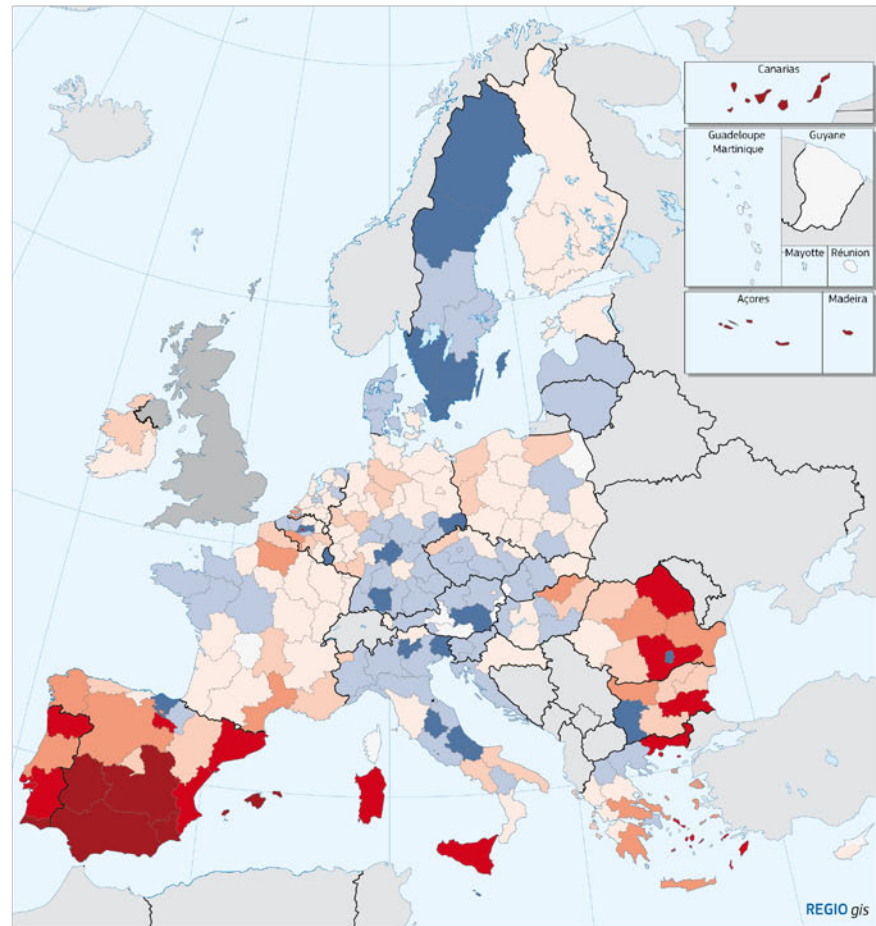 Canarias
Guadeloupe
Martinique
Guyane
Mayotte
Réunion
Açores
Madeira
REGIO gis